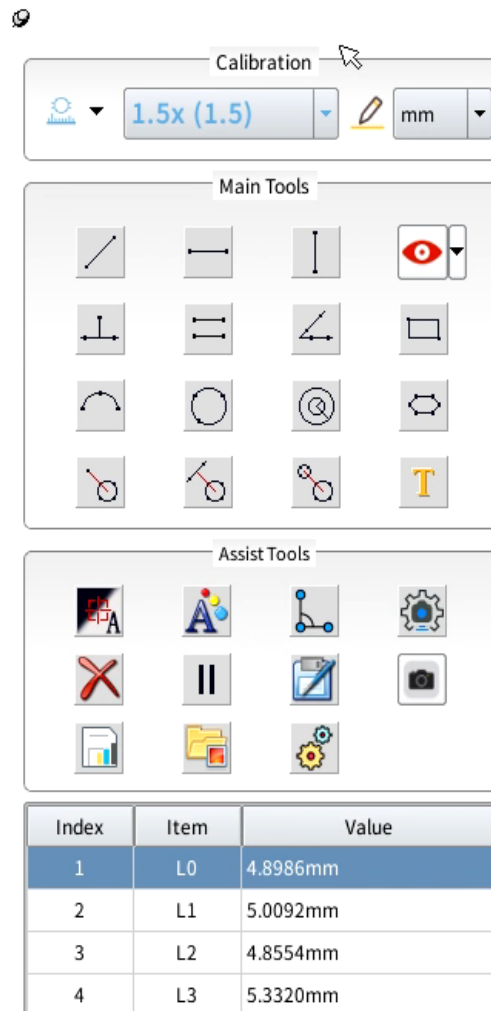 Calibration
1.5x (1.5) mm
Main Tools
T
Assist Tools
A A
Index Item Value
1 L0 4.8986mm
2 L1 5.0092mm
3 L2 4.8554mm
4 L3 5.3320mm